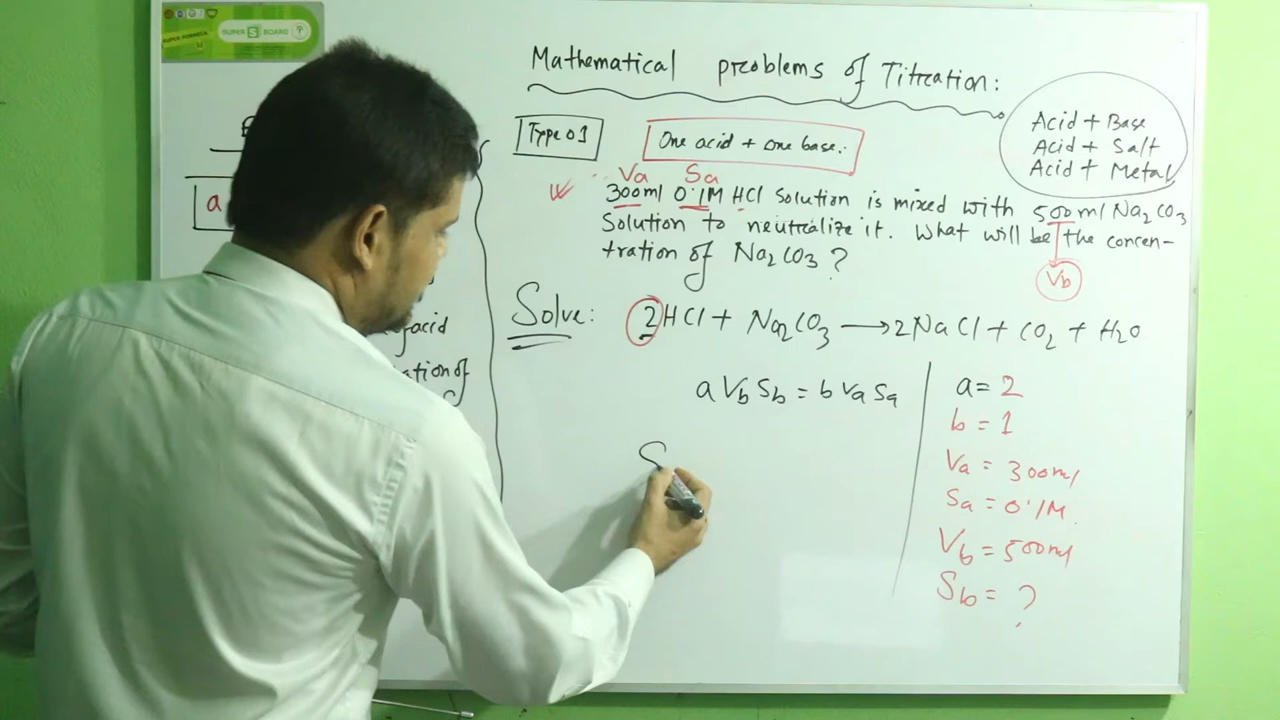 SUPER FORMULA
SUPER S BOARD
Mathematical problems of Titration:
Type 01
One acid + one base:
Acid + Base
Acid + Salt
Acid + Metal
Va Sa
300ml 0.1M HCl Solution is mixed with 500ml Na2CO3
Solution to neutralize it. What will be the concen-
tration of Na2CO3 ?
Vb
Solve: 2HCl + Na2CO3 → 2NaCl + CO2 + H2O
a Vb Sb = b Va Sa
S
a = 2
b = 1
Va = 300ml
Sa = 0.1M
Vb = 500ml
Sb = ?
a
acid
ation of